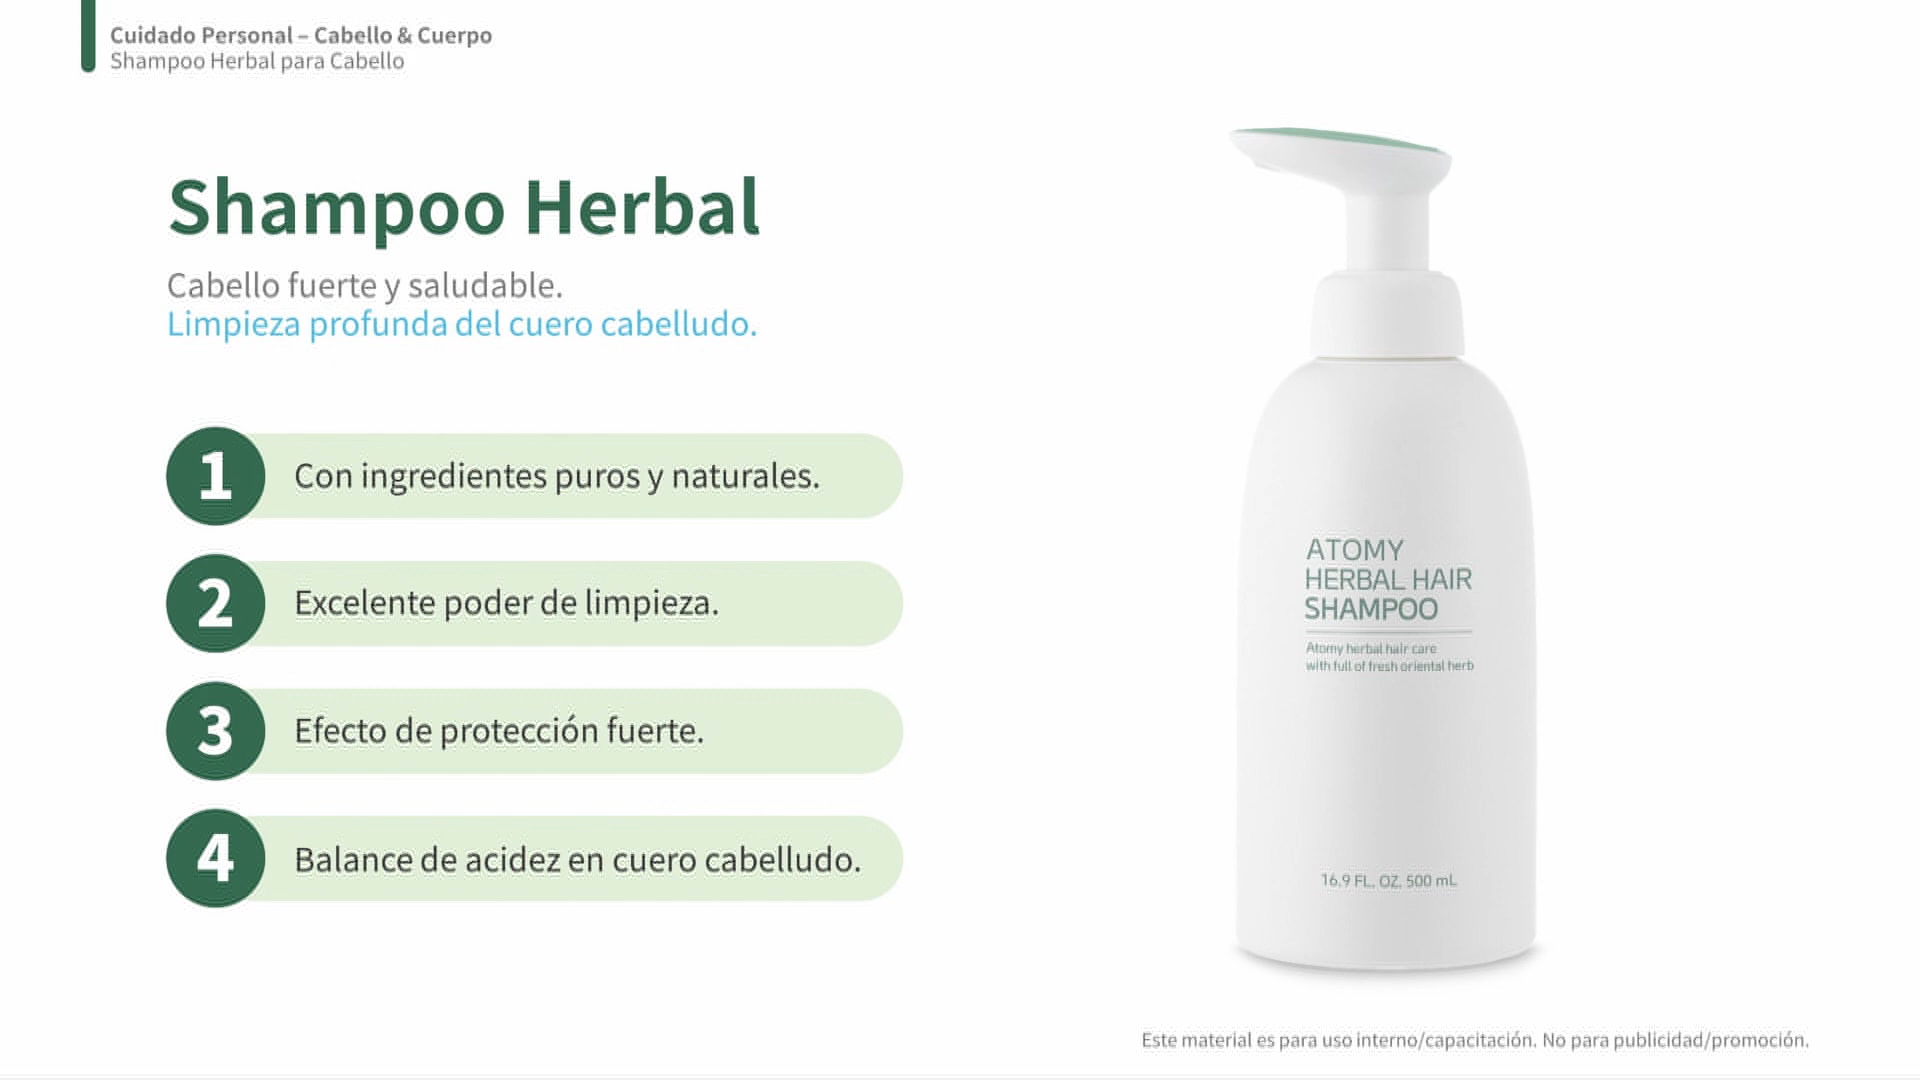 Cuidado Personal – Cabello & Cuerpo
Shampoo Herbal para Cabello
Shampoo Herbal
Cabello fuerte y saludable.
Limpieza profunda del cuero cabelludo.
1 Con ingredientes puros y naturales.
2 Excelente poder de limpieza.
3 Efecto de protección fuerte.
4 Balance de acidez en cuero cabelludo.
ATOMY
HERBAL HAIR
SHAMPOO
Atomy herbal hair care
with full of fresh oriental herb
16.9 FL. OZ. 500 mL
Este material es para uso interno/capacitación. No para publicidad/promoción.